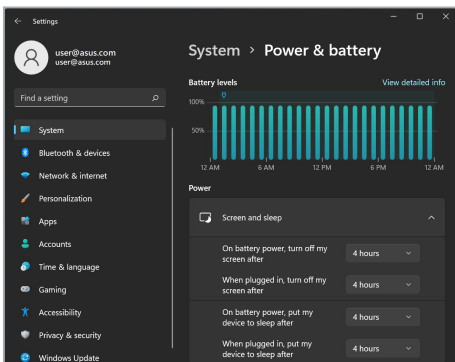 Settings
user@asus.com
user@asus.com
Find a setting
System
Bluetooth & devices
Network & internet
Personalization
Apps
Accounts
Time & language
Gaming
Accessibility
Privacy & security
Windows Update
System > Power & battery
Battery levels
View detailed info
100%
50%
12 AM 6 AM 12 PM 6 PM 12 AM
Power
Screen and sleep
On battery power, turn off my
screen after
4 hours
When plugged in, turn off my
screen after
4 hours
On battery power, put my
device to sleep after
4 hours
When plugged in, put my
device to sleep after
4 hours